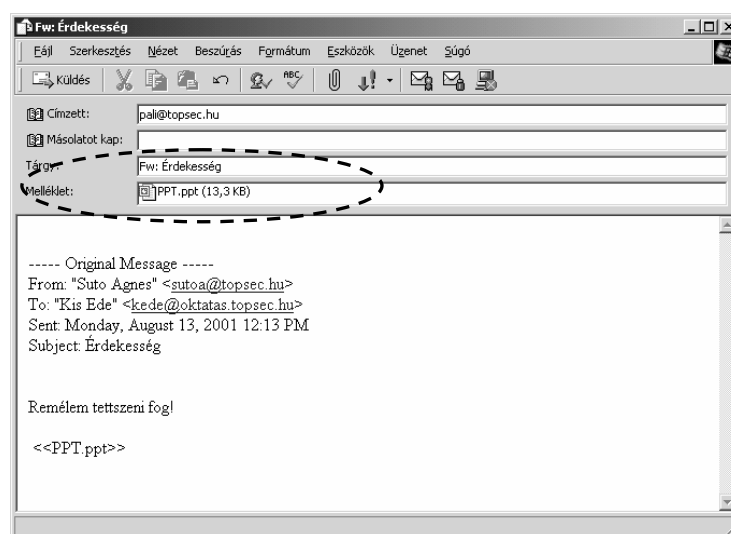 Fw: Érdekesség
Fájl Szerkesztés Nézet Beszúrás Formátum Eszközök Üzenet Súgó
Küldés ABC
Címzett: pali@topsec.hu
Másolatot kap:
Tárgy: Fw: Érdekesség
Melléklet: PPT.ppt (13,3 KB)
----- Original Message -----
From: "Suto Agnes" <sutoa@topsec.hu>
To: "Kis Ede" <kede@oktatas.topsec.hu>
Sent: Monday, August 13, 2001 12:13 PM
Subject: Érdekesség
Remélem tettszeni fog!
<<PPT.ppt>>